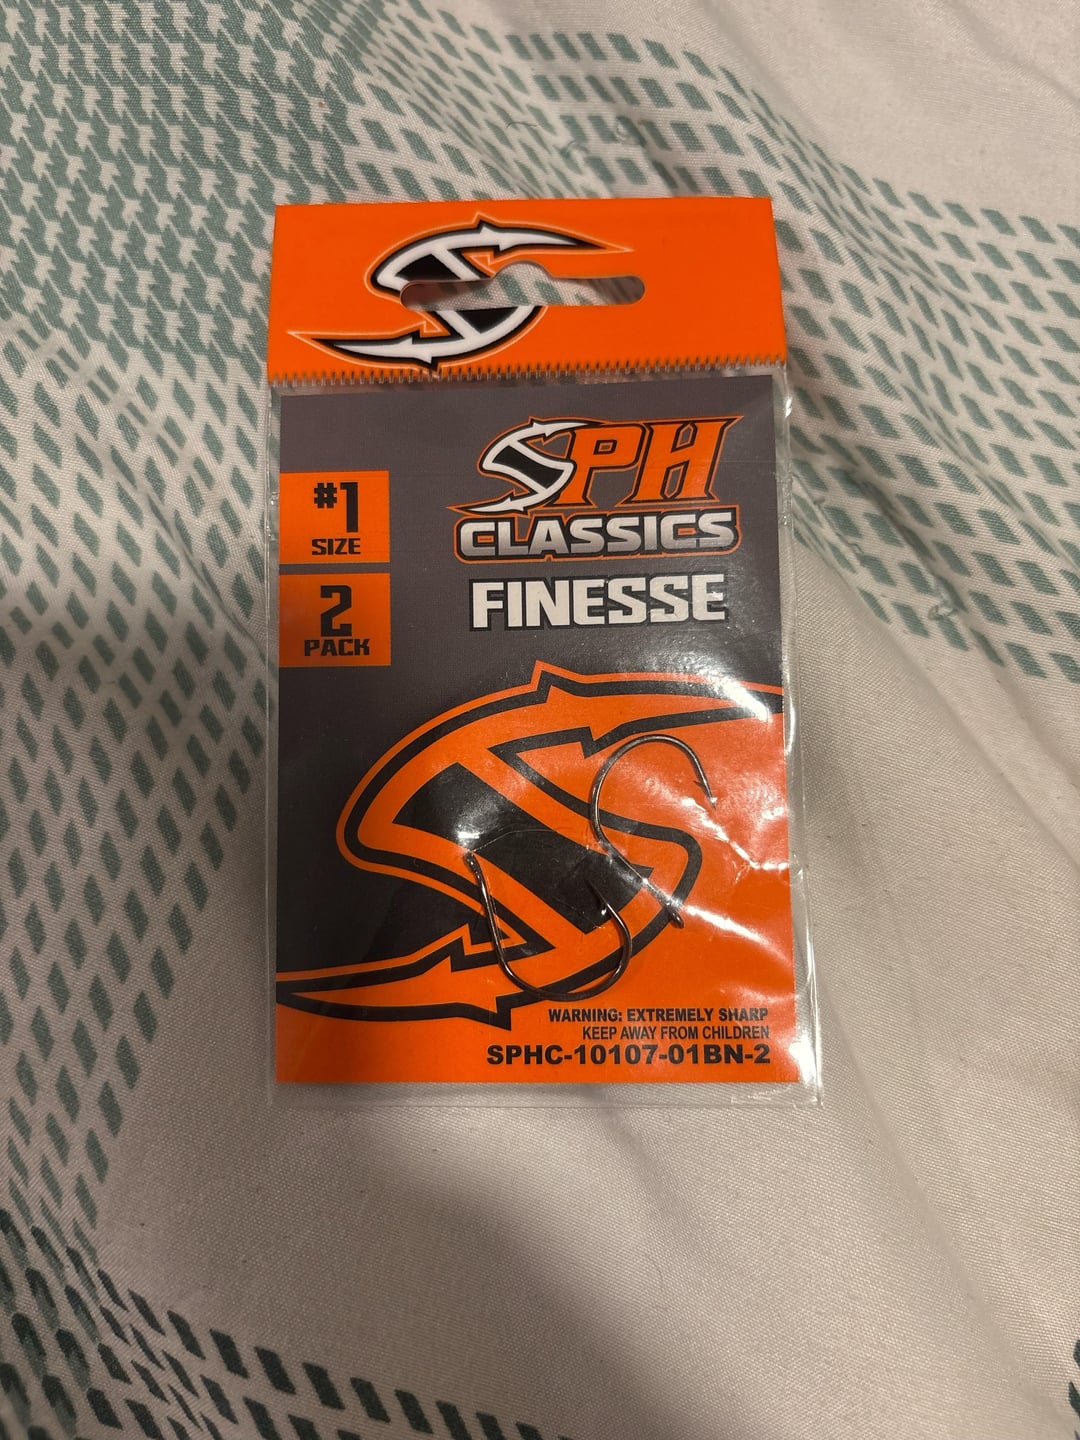 #1
SIZE
2
PACK
SPH
CLASSICS
FINESSE
WARNING: EXTREMELY SHARP
KEEP AWAY FROM CHILDREN
SPHC-10107-01BN-2